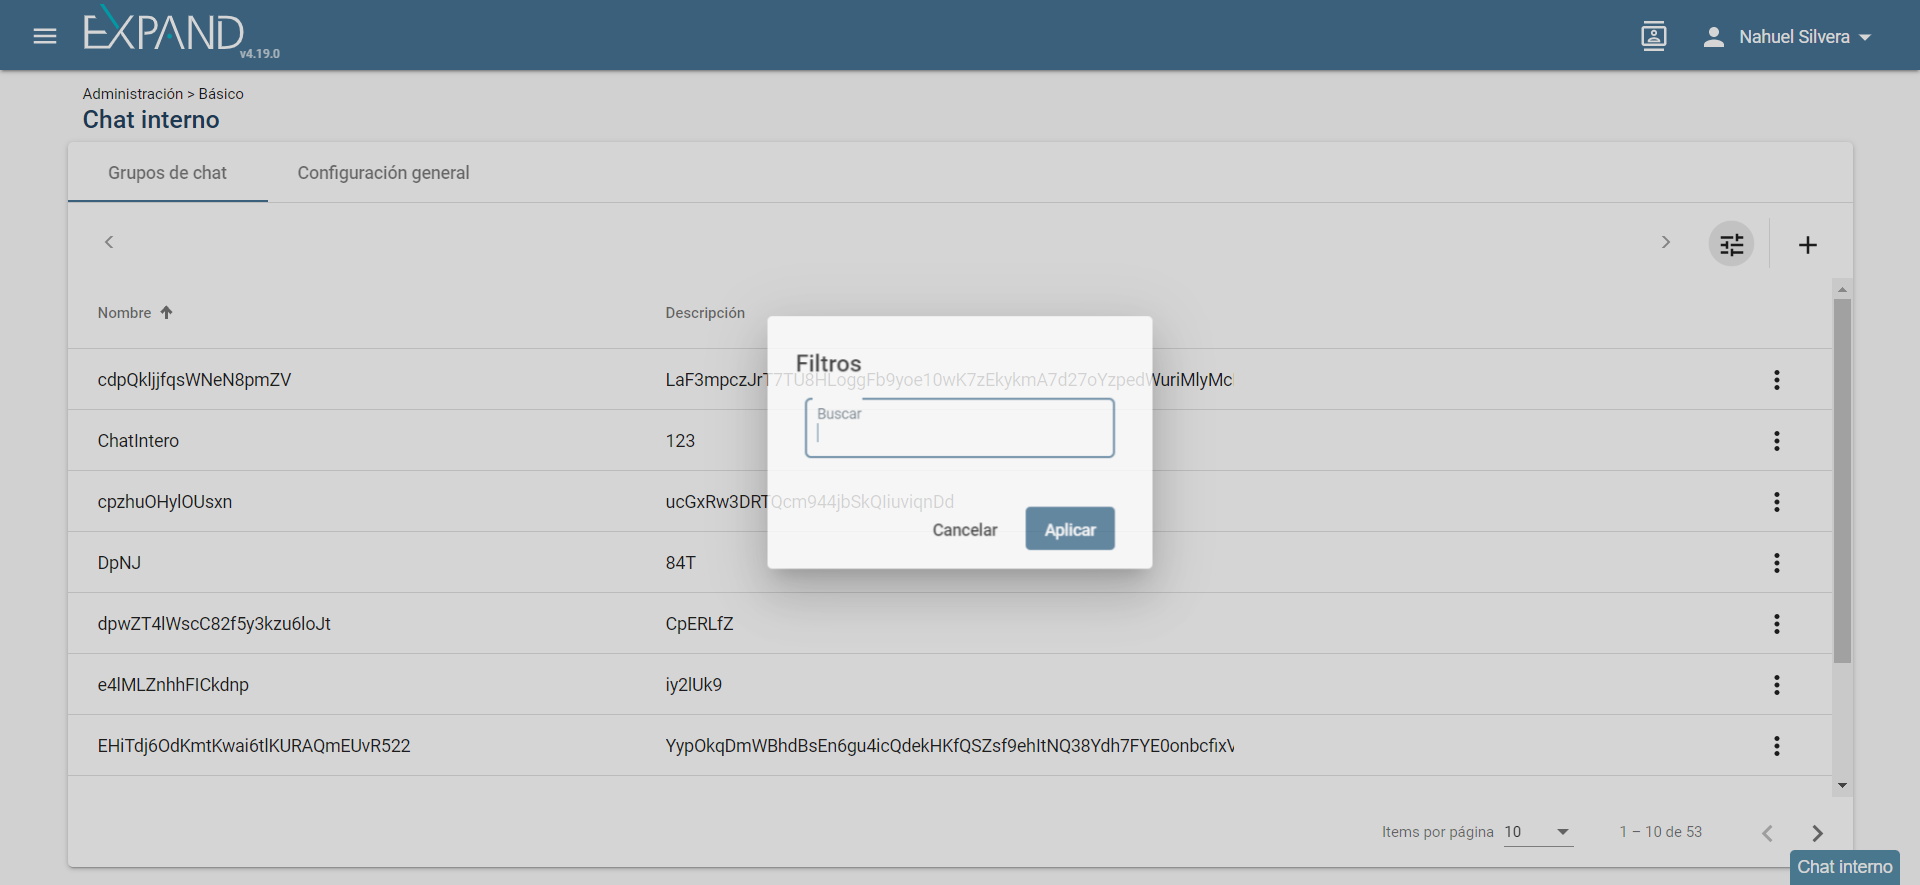 EXPAND
v4.19.0
Nahuel Silvera
Administración > Básico
Chat interno
Grupos de chat
Configuración general
Nombre
Descripción
Filtros
cdpQkljjfqsWNeN8pmZV
LaF3mpczJrT7TU8HLoggFb9yoe10wK7zEkykmA7d27oYzpedWuriMlyMc
Buscar
ChatIntero
123
cpzhuOHylOUsxn
ucGxRw3DRTQcm944jbSkQIiuviqnDd
Cancelar
Aplicar
DpNJ
84T
dpwZT4lWscC82f5y3kzu6loJt
CpERLfZ
e4lMLZnhhFICkdnp
iy2lUk9
EHiTdj6OdKmtKwai6tlKURAQmEUvR522
YypOkqDmWBhdBsEn6gu4icQdekHKfQSZsf9ehItNQ38Ydh7FYE0onbcfixV
Items por página 10
1 – 10 de 53
Chat interno